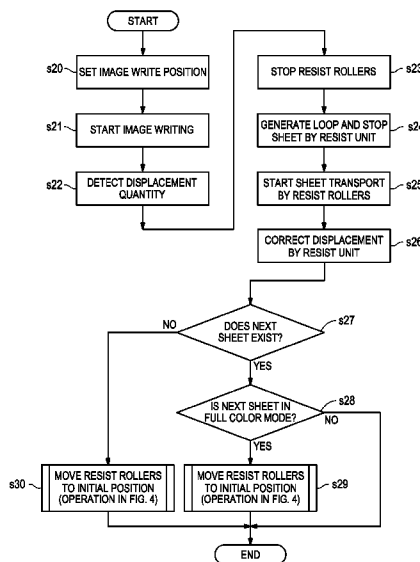 START
s20
SET IMAGE WRITE POSITION
s21
START IMAGE WRITING
s22
DETECT DISPLACEMENT
QUANTITY
STOP RESIST ROLLERS
s23
GENERATE LOOP AND STOP
SHEET BY RESIST UNIT
s24
START SHEET TRANSPORT
BY RESIST ROLLERS
s25
CORRECT DISPLACEMENT
BY RESIST UNIT
s26
DOES NEXT
SHEET EXIST?
s27
NO
YES
IS NEXT SHEET IN
FULL COLOR MODE?
s28
NO
YES
s30
MOVE RESIST ROLLERS
TO INITIAL POSITION
(OPERATION IN FIG. 4)
MOVE RESIST ROLLERS
TO INITIAL POSITION
(OPERATION IN FIG. 4)
s29
END